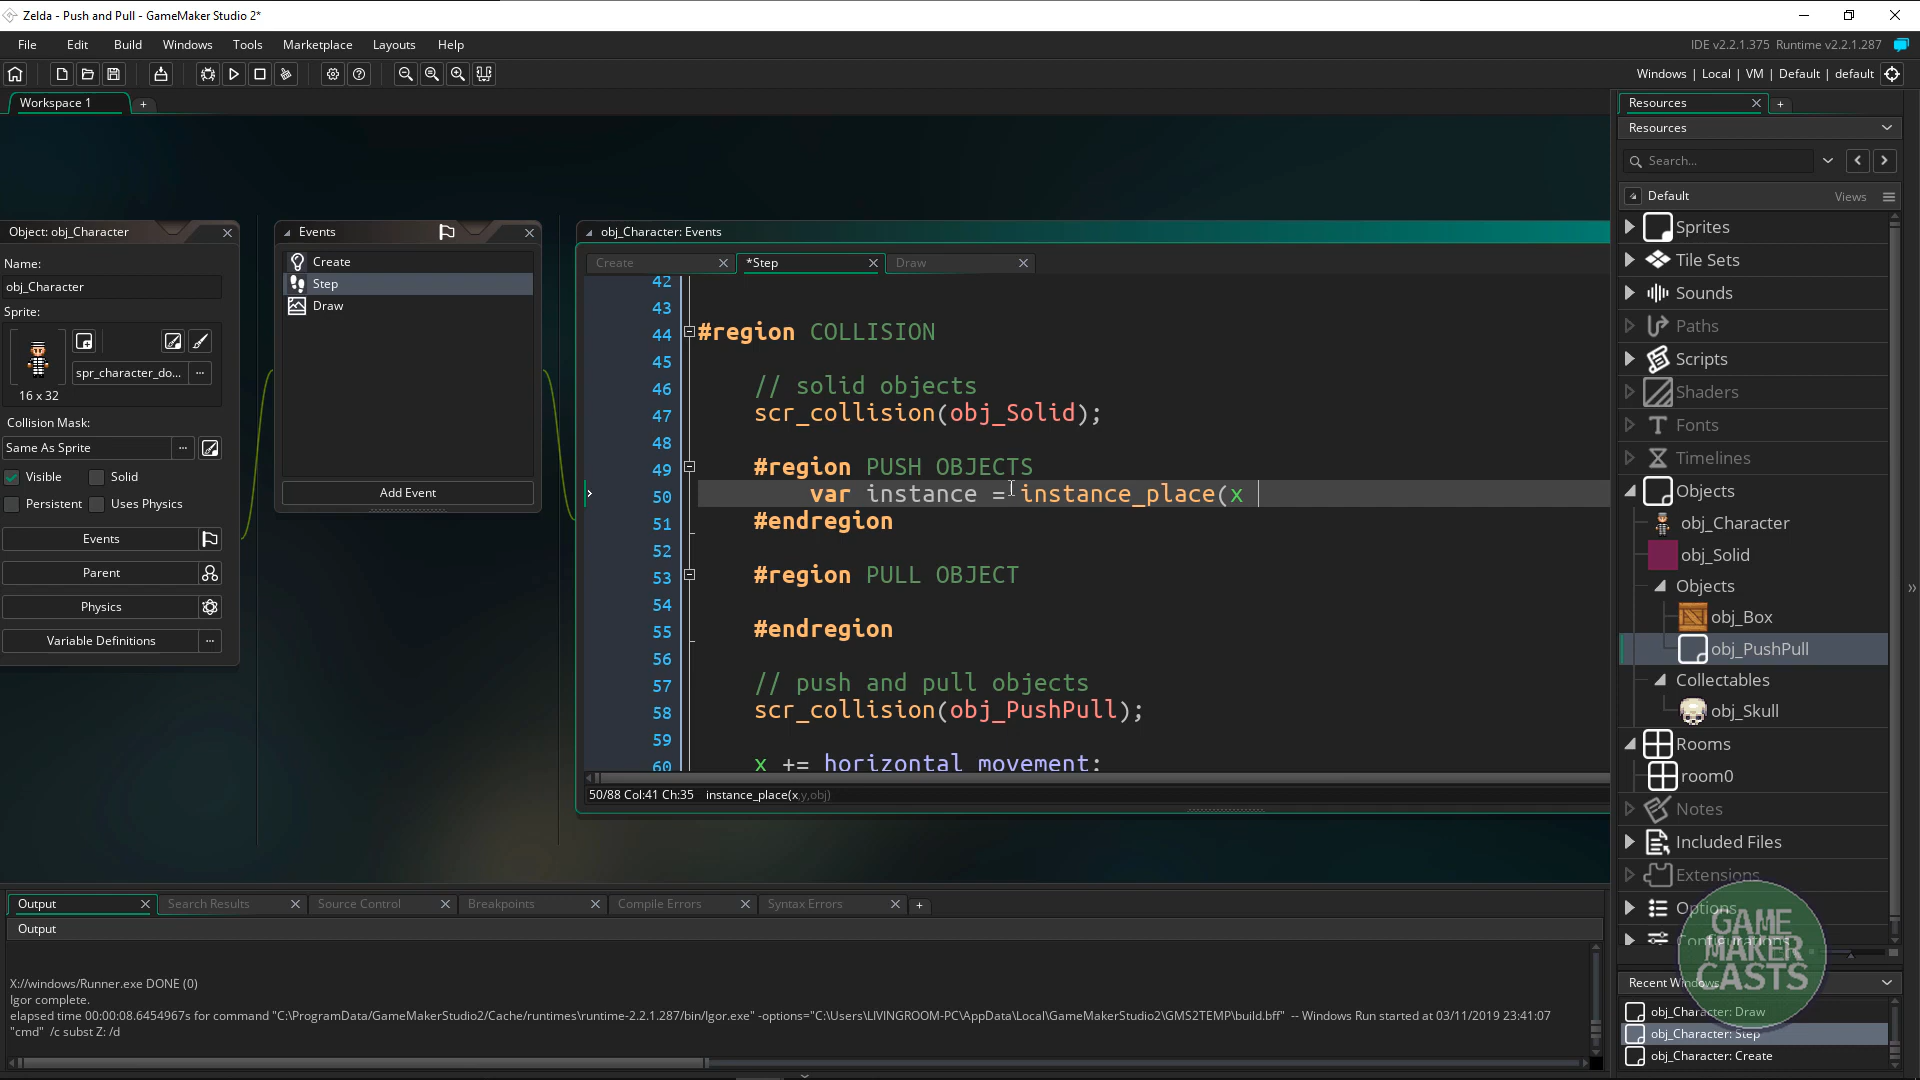 Zelda - Push and Pull - GameMaker Studio 2*
File Edit Build Windows Tools Marketplace Layouts Help
IDE v2.2.1.375 Runtime v2.2.1.287
Windows | Local | VM | Default | default
Workspace 1
Object: obj_Character
Name:
obj_Character
Sprite:
spr_character_do...
16 x 32
Collision Mask:
Same As Sprite
Visible Solid
Persistent Uses Physics
Events
Parent
Physics
Variable Definitions
Events
Create
Step
Draw
Add Event
obj_Character: Events
Create *Step Draw
42
43
44 #region COLLISION
45
46 // solid objects
47 scr_collision(obj_Solid);
48
49 #region PUSH OBJECTS
50 var instance = instance_place(x
51 #endregion
52
53 #region PULL OBJECT
54
55 #endregion
56
57 // push and pull objects
58 scr_collision(obj_PushPull);
59
60 x += horizontal_movement;
50/88 Col:41 Ch:35 instance_place(x,y,obj)
Resources
Resources
Search...
Default Views
Sprites
Tile Sets
Sounds
Paths
Scripts
Shaders
Fonts
Timelines
Objects
obj_Character
obj_Solid
Objects
obj_Box
obj_PushPull
Collectables
obj_Skull
Rooms
room0
Notes
Included Files
Extensions
Options
Configurations
GAME
MAKER
CASTS
Recent Windows
obj_Character: Draw
obj_Character: Step
obj_Character: Create
Output Search Results Source Control Breakpoints Compile Errors Syntax Errors
Output
X://windows/Runner.exe DONE (0)
Igor complete.
elapsed time 00:00:08.6454967s for command "C:\ProgramData/GameMakerStudio2/Cache/runtimes\runtime-2.2.1.287/bin/Igor.exe" -options="C:\Users\LIVINGROOM-PC\AppData\Local\GameMakerStudio2\GMS2TEMP\build.bff" -- Windows Run started at 03/11/2019 23:41:07
"cmd" /c subst Z: /d